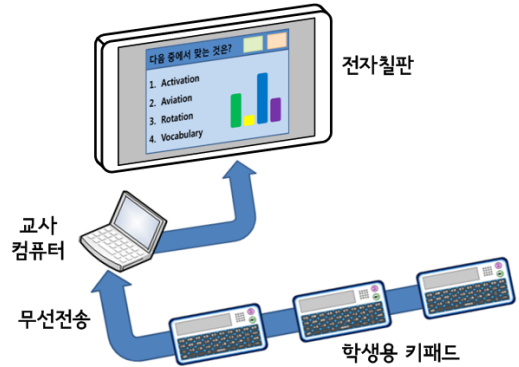 다음 중에서 맞는 것은?
1. Activation
2. Aviation
3. Rotation
4. Vocabulary
전자칠판
교사
컴퓨터
무선전송
학생용 키패드